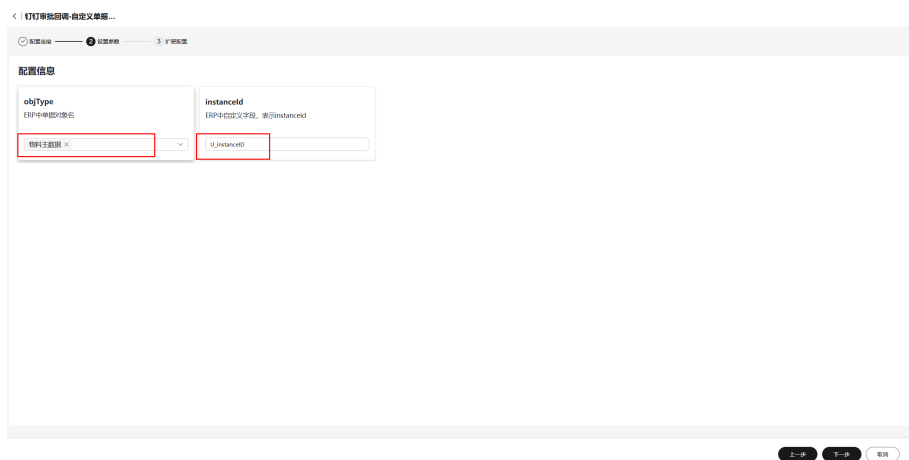 钉钉审批回调-自定义单据...
配置连接 2 设置参数 3 扩展配置
配置信息
objType
ERP中单据对象名
物料主数据 ×
instanceId
ERP中自定义字段，表示instanceid
U_instanceID
上一步 下一步 取消